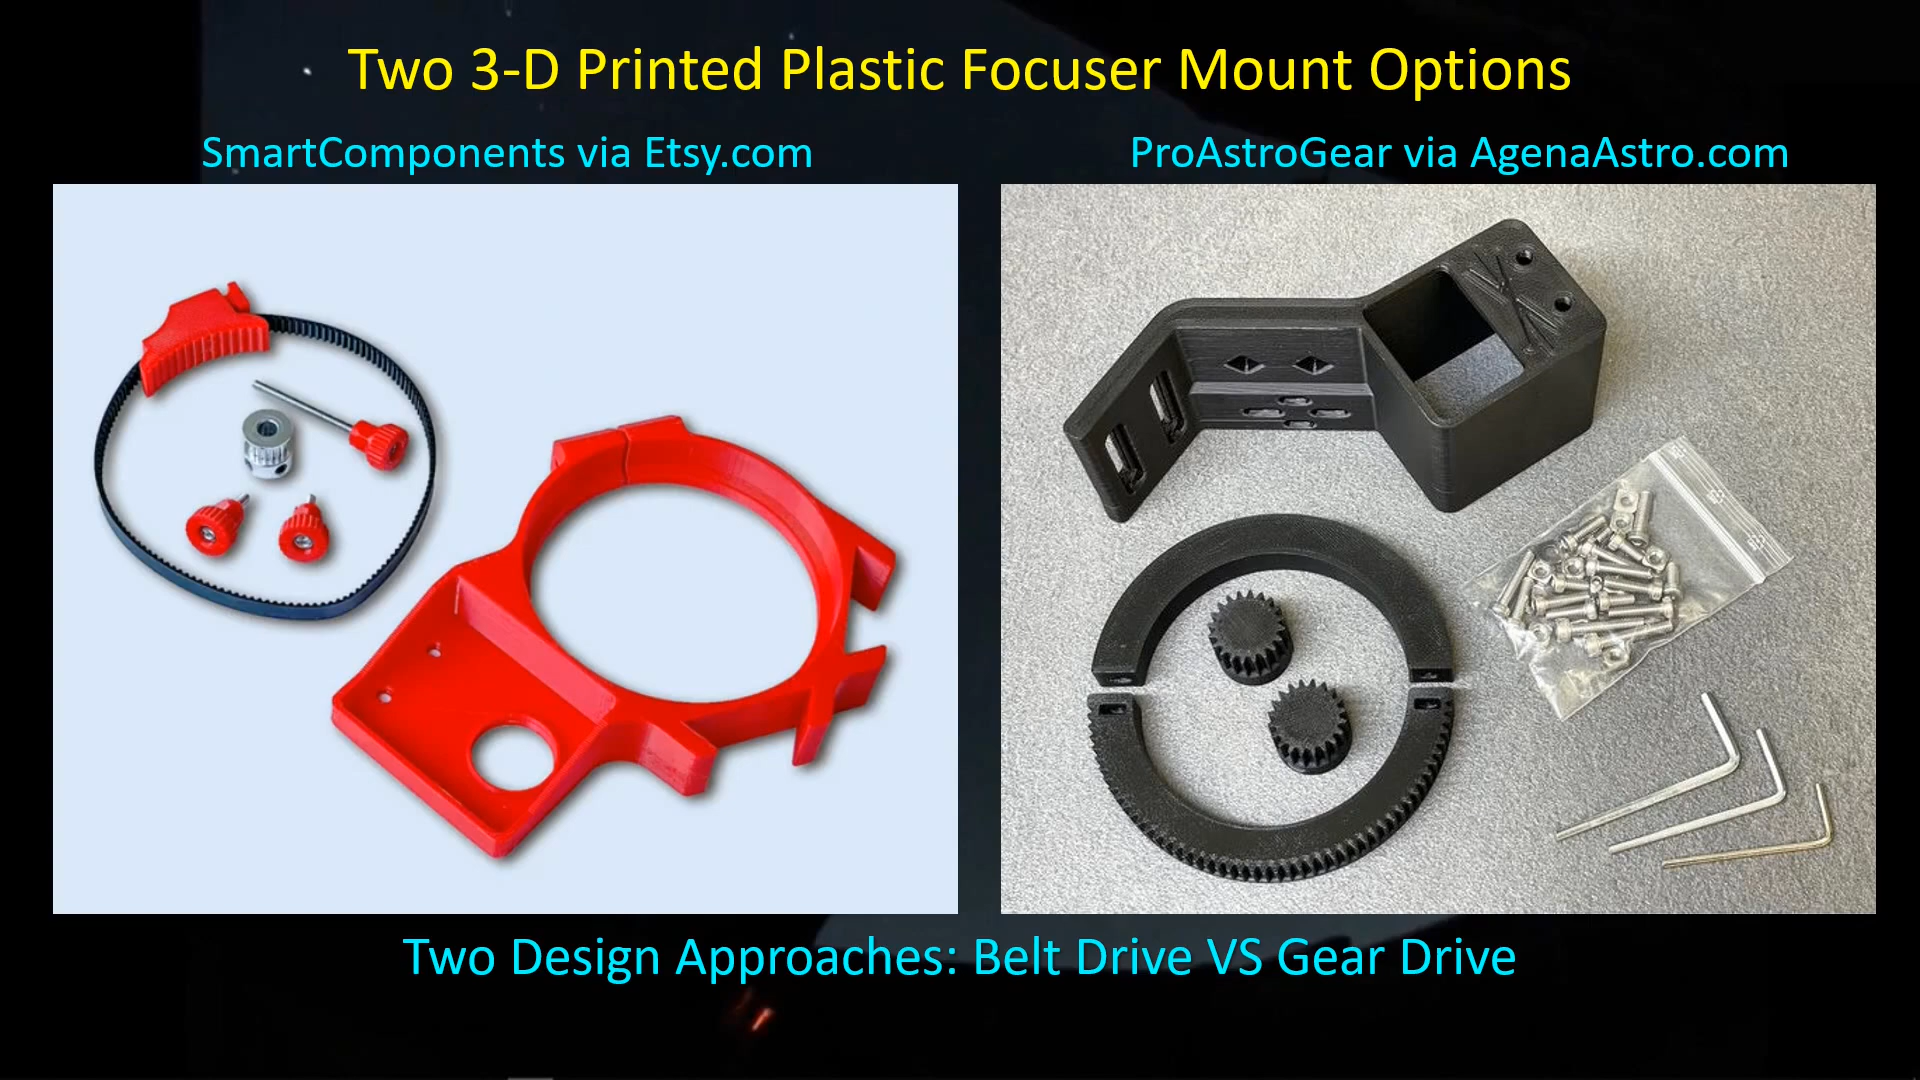 Two 3-D Printed Plastic Focuser Mount Options
SmartComponents via Etsy.com
ProAstroGear via AgenaAstro.com
Two Design Approaches: Belt Drive VS Gear Drive